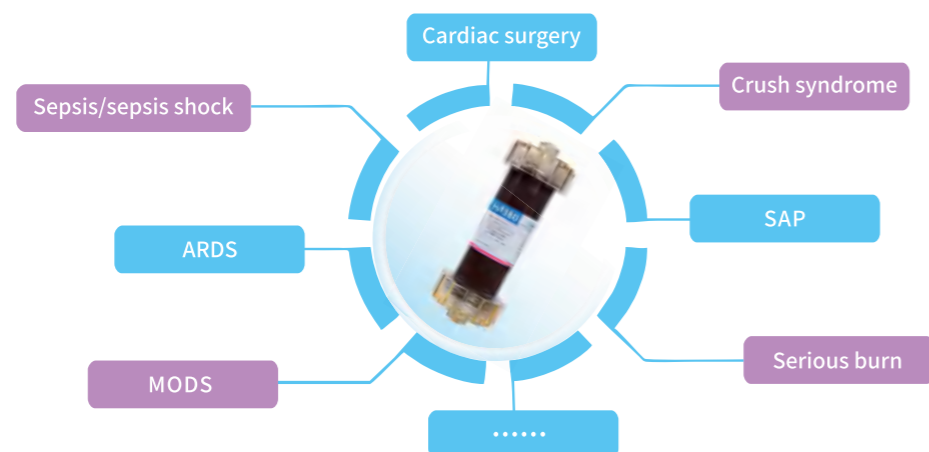 Cardiac surgery
Crush syndrome
Sepsis/sepsis shock
SAP
ARDS
Serious burn
MODS
......